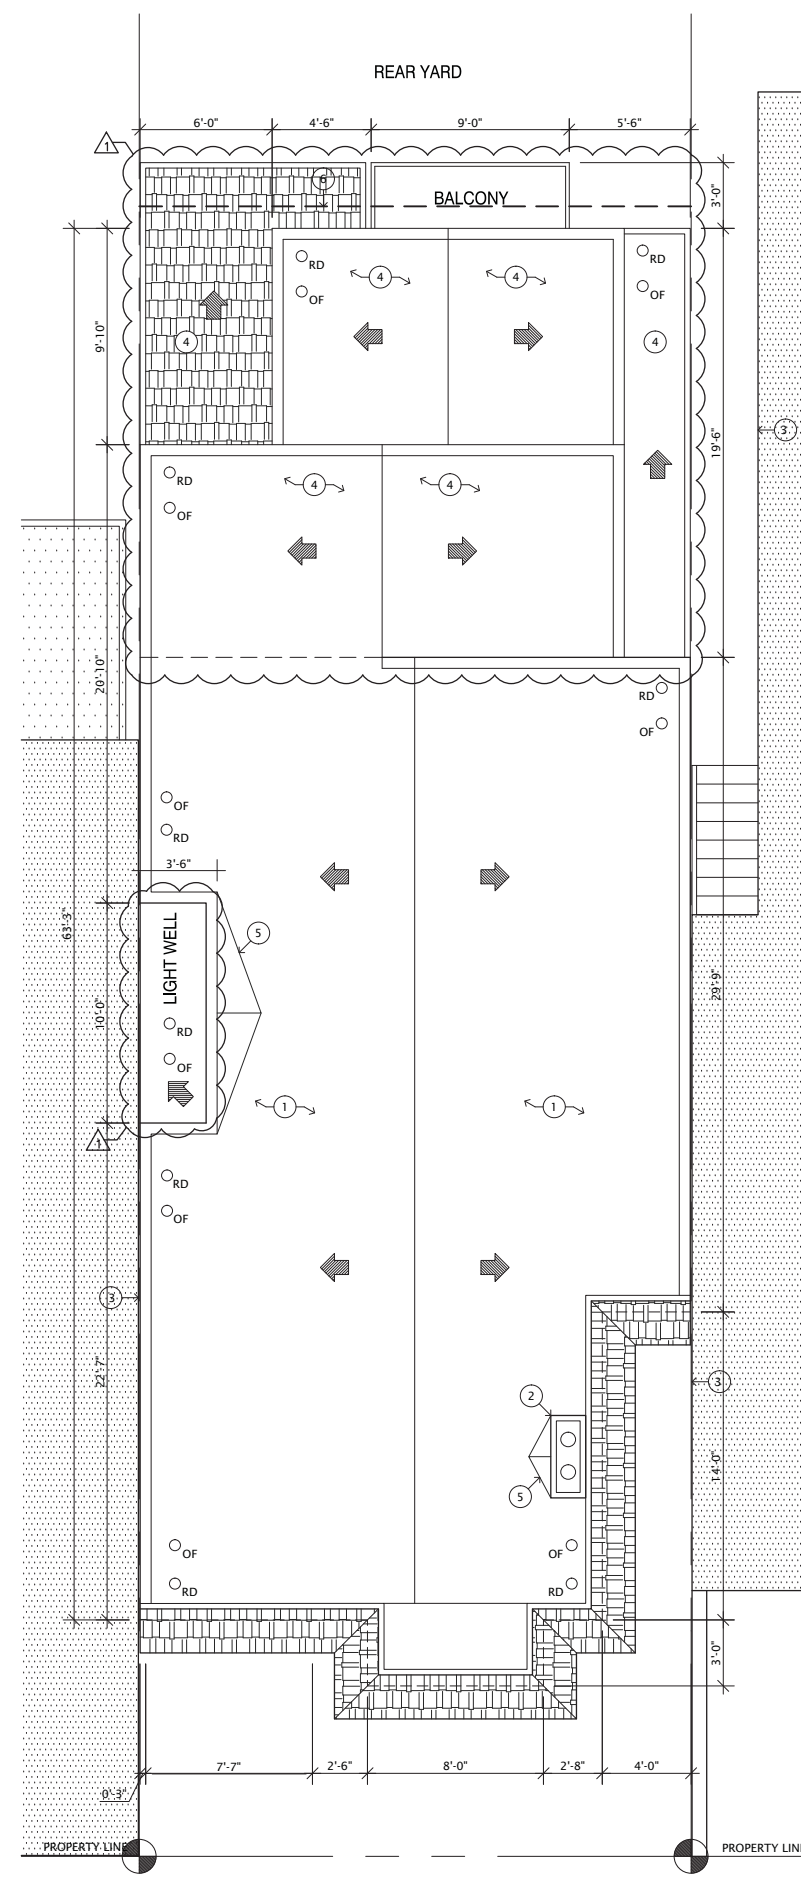 REAR YARD
6'-0"
4'-6"
9'-0"
5'-6"
1
6
BALCONY
3'-0"
RD
OF
4
4
RD
OF
9'-10"
4
4
3
19'-6"
RD
OF
4
4
20'-10"
RD
OF
OF
RD
3'-6"
63'-3"
LIGHT WELL
5
10'-0"
29'-9"
RD
OF
1
1
1
RD
OF
3
22'-7"
3
2
5
14'-0"
OF
RD
OF
RD
3'-0"
7'-7"
2'-6"
8'-0"
2'-8"
4'-0"
0'-3"
PROPERTY LINE
PROPERTY LINE